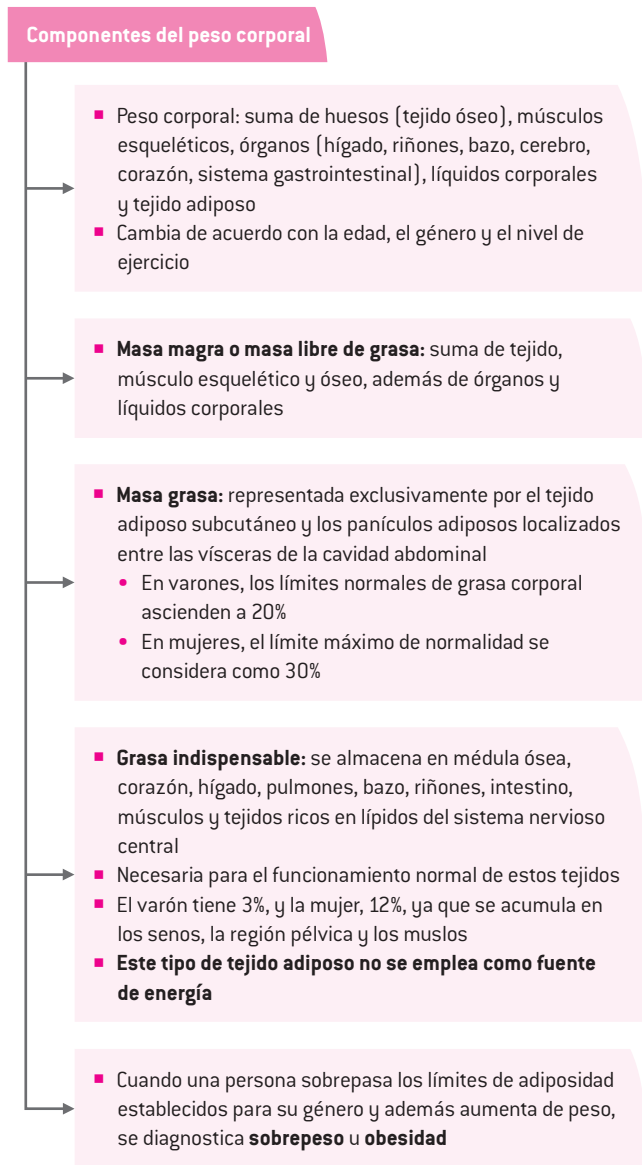 Componentes del peso corporal
▪ Peso corporal: suma de huesos (tejido óseo), músculos
esqueléticos, órganos (hígado, riñones, bazo, cerebro,
corazón, sistema gastrointestinal), líquidos corporales
y tejido adiposo
▪ Cambia de acuerdo con la edad, el género y el nivel de
ejercicio
▪ Masa magra o masa libre de grasa: suma de tejido,
músculo esquelético y óseo, además de órganos y
líquidos corporales
▪ Masa grasa: representada exclusivamente por el tejido
adiposo subcutáneo y los panículos adiposos localizados
entre las vísceras de la cavidad abdominal
• En varones, los límites normales de grasa corporal
ascienden a 20%
• En mujeres, el límite máximo de normalidad se
considera como 30%
▪ Grasa indispensable: se almacena en médula ósea,
corazón, hígado, pulmones, bazo, riñones, intestino,
músculos y tejidos ricos en lípidos del sistema nervioso
central
▪ Necesaria para el funcionamiento normal de estos tejidos
▪ El varón tiene 3%, y la mujer, 12%, ya que se acumula en
los senos, la región pélvica y los muslos
▪ Este tipo de tejido adiposo no se emplea como fuente
de energía
▪ Cuando una persona sobrepasa los límites de adiposidad
establecidos para su género y además aumenta de peso,
se diagnostica sobrepeso u obesidad